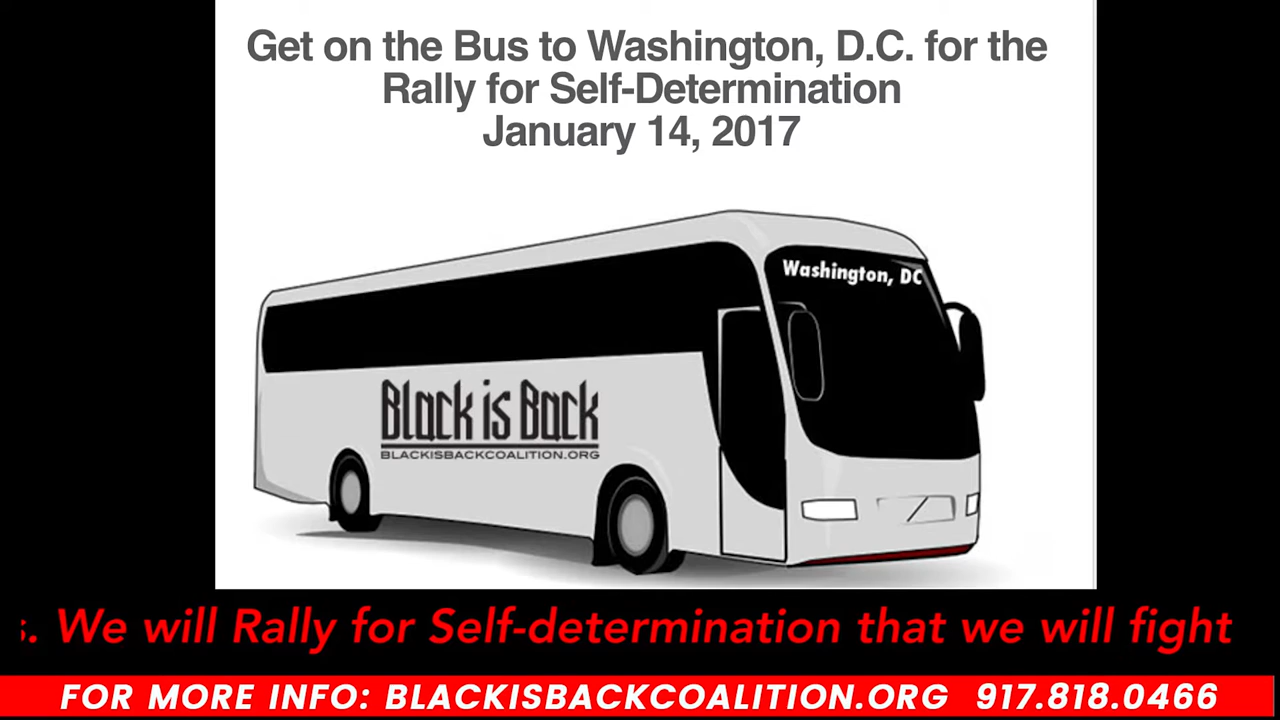 Get on the Bus to Washington, D.C. for the
Rally for Self-Determination
January 14, 2017
Washington, DC
Black is Back
BLACKISBACKCOALITION.ORG
. We will Rally for Self-determination that we will fight
FOR MORE INFO: BLACKISBACKCOALITION.ORG 917.818.0466